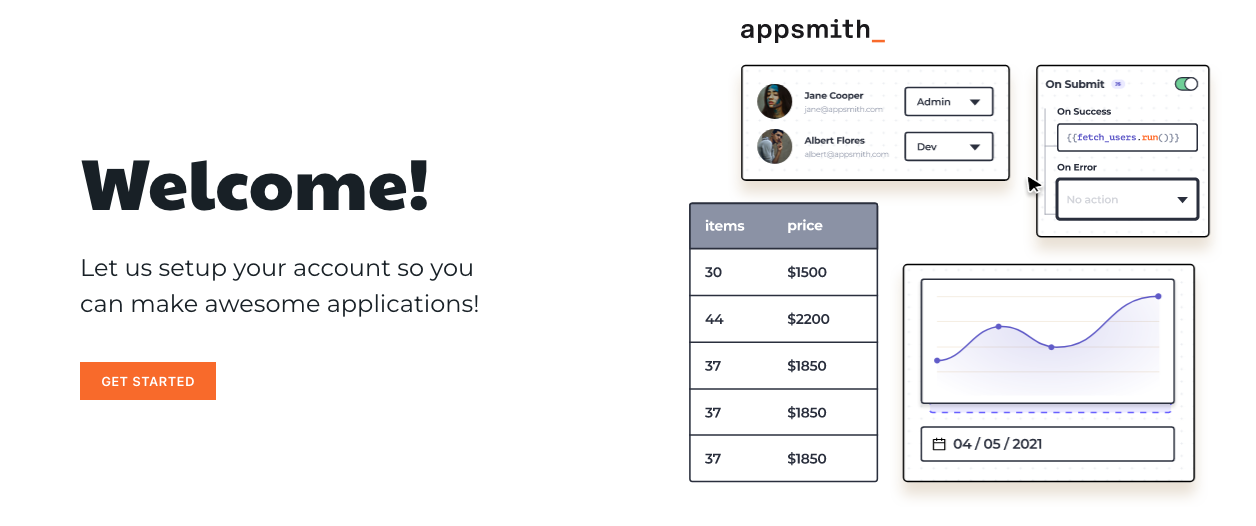 appsmith_
Welcome!
Let us setup your account so you
can make awesome applications!
GET STARTED
Jane Cooper
jane@appsmith.com
Admin
Albert Flores
albert@appsmith.com
Dev
On Submit
On Success
{{fetch_users.run()}}
On Error
No action
items price
30 $1500
44 $2200
37 $1850
37 $1850
37 $1850
04 / 05 / 2021